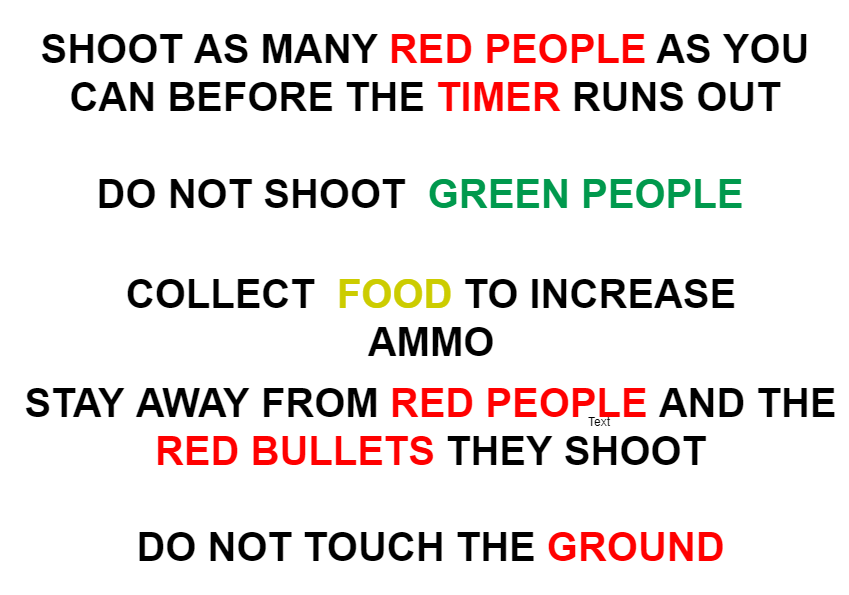 SHOOT AS MANY RED PEOPLE AS YOU
CAN BEFORE THE TIMER RUNS OUT
DO NOT SHOOT GREEN PEOPLE
COLLECT FOOD TO INCREASE
AMMO
STAY AWAY FROM RED PEOPLE AND THE
Text
RED BULLETS THEY SHOOT
DO NOT TOUCH THE GROUND